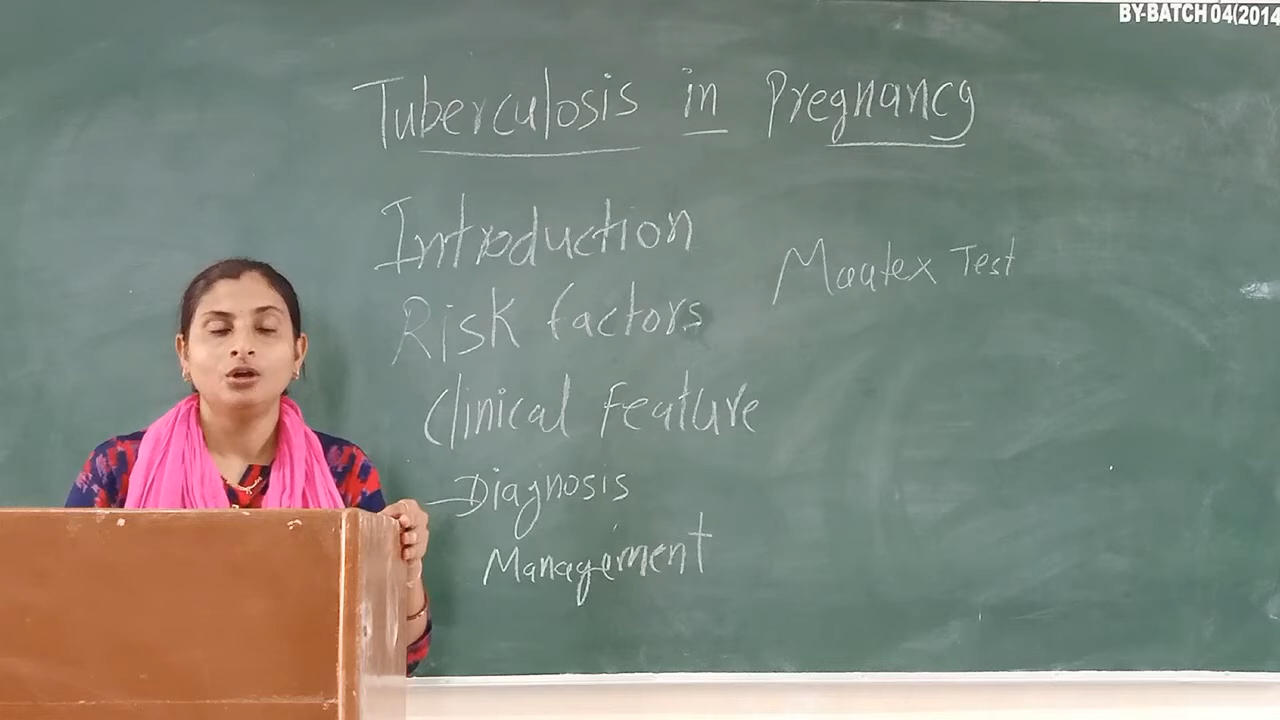 BY-BATCH 04(2014
Tuberculosis in Pregnancy
Introduction
Maatex Test
Risk factors
Clinical Feature
Diagnosis
Management